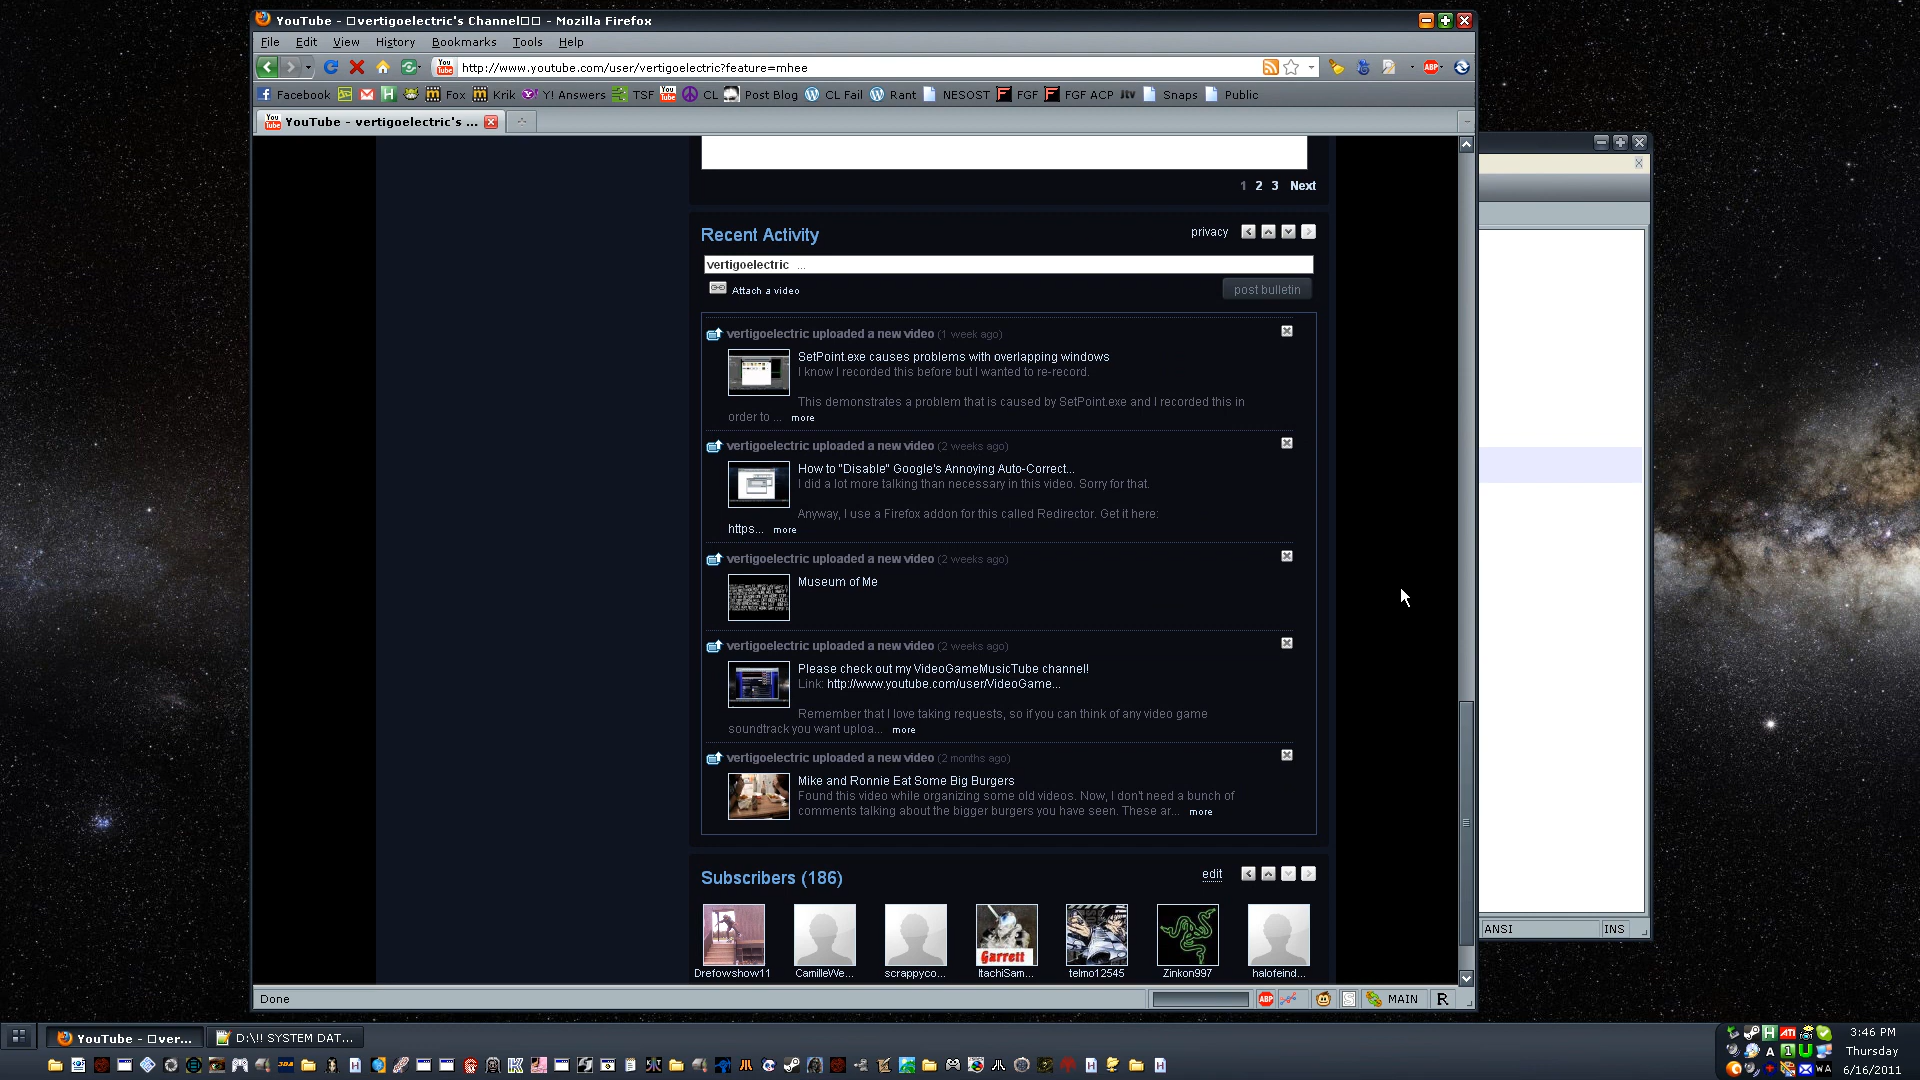 YouTube - vertigoelectric's Channel - Mozilla Firefox
File Edit View History Bookmarks Tools Help
http://www.youtube.com/user/vertigoelectric?feature=mhee
Facebook Fox Krik Y! Answers TSF CL Post Blog CL Fail Rant NESOST FGF FGF ACP Jtv Snaps Public
YouTube - vertigoelectric's ...
1 2 3 Next
Recent Activity
privacy
vertigoelectric ...
Attach a video
post bulletin
vertigoelectric uploaded a new video (1 week ago)
SetPoint.exe causes problems with overlapping windows
I know I recorded this before but I wanted to re-record.
This demonstrates a problem that is caused by SetPoint.exe and I recorded this in
order to ... more
vertigoelectric uploaded a new video (2 weeks ago)
How to "Disable" Google's Annoying Auto-Correct...
I did a lot more talking than necessary in this video. Sorry for that.
Anyway, I use a Firefox addon for this called Redirector. Get it here:
https... more
vertigoelectric uploaded a new video (2 weeks ago)
Museum of Me
vertigoelectric uploaded a new video (2 weeks ago)
Please check out my VideoGameMusicTube channel!
Link: http://www.youtube.com/user/VideoGame...
Remember that I love taking requests, so if you can think of any video game
soundtrack you want uploa... more
vertigoelectric uploaded a new video (2 months ago)
Mike and Ronnie Eat Some Big Burgers
Found this video while organizing some old videos. Now, I don't need a bunch of
comments talking about the bigger burgers you have seen. These ar... more
Subscribers (186)
edit
Garrett
Drefowshow11 CamilleWe... scrappyco... ItachiSam... telmo12545 Zinkon997 halofeind...
ANSI INS
Done
ABP
MAIN
R
YouTube - ver...
D:\!! SYSTEM DAT...
3:46 PM
Thursday
6/16/2011